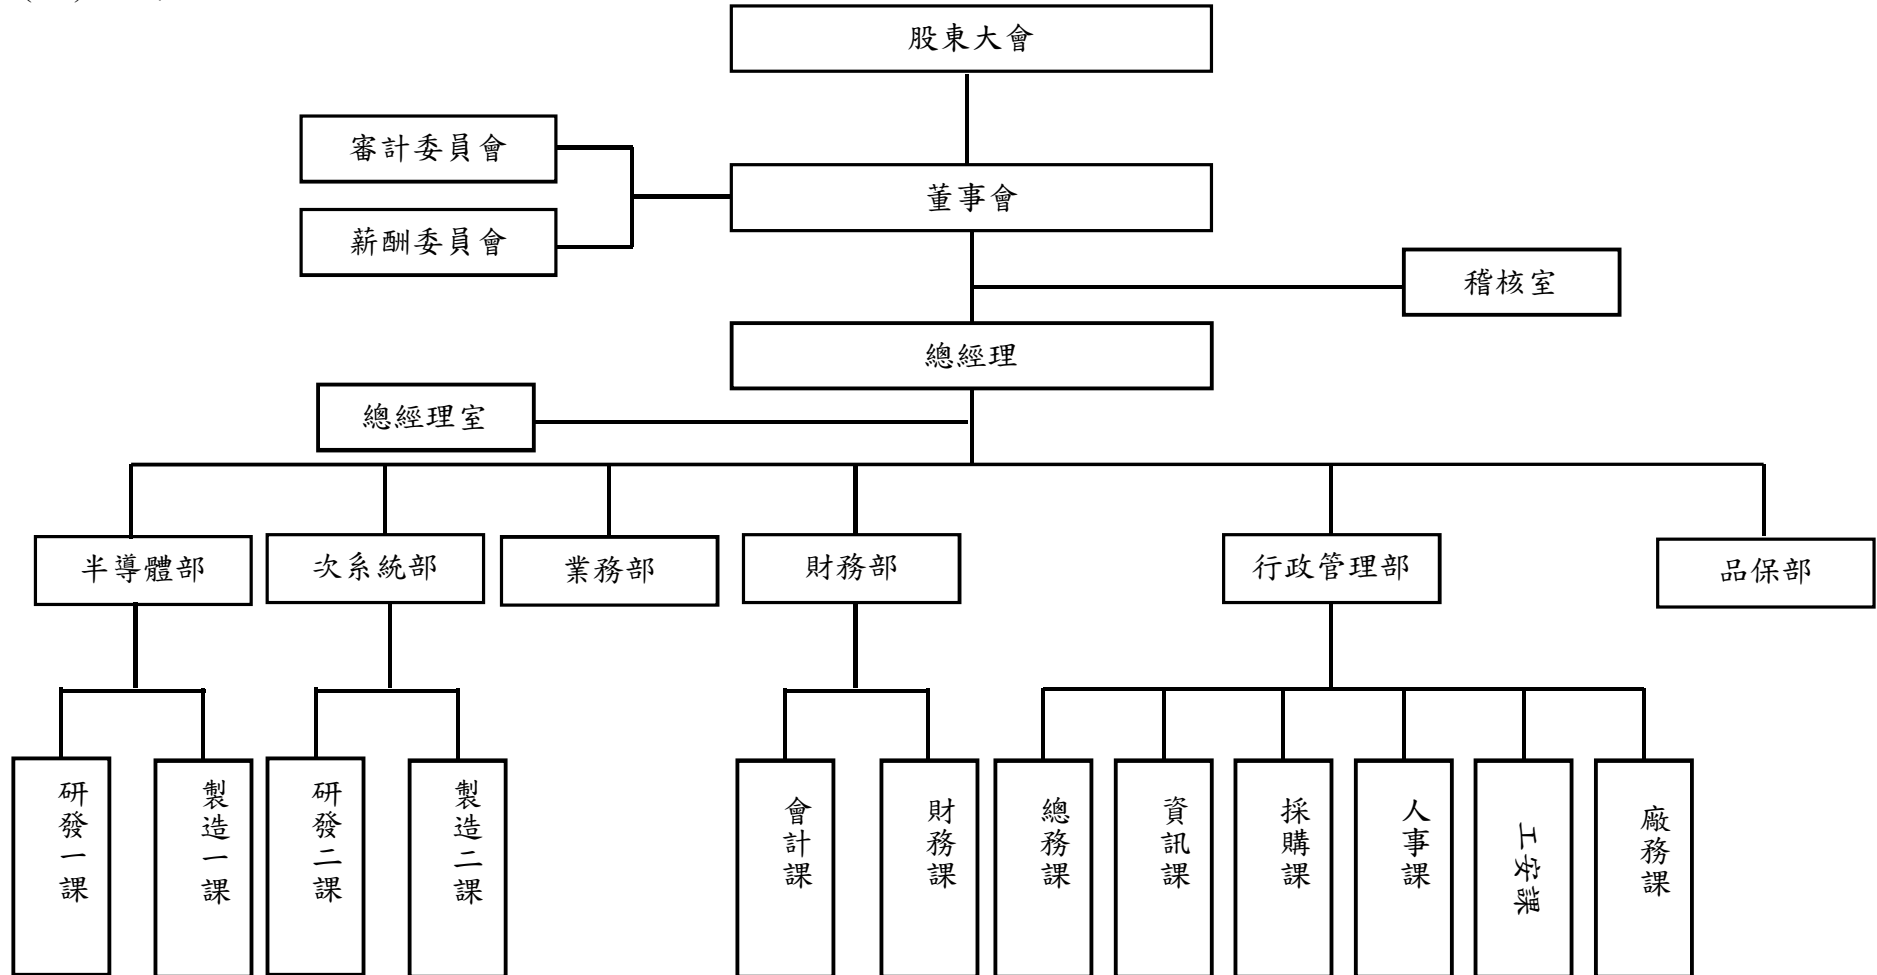 股東大會
審計委員會
董事會
薪酬委員會
稽核室
總經理
總經理室
半導體部
次系統部
業務部
財務部
行政管理部
品保部
研發一課
製造一課
研發二課
製造二課
會計課
財務課
總務課
資訊課
採購課
人事課
工安課
廠務課